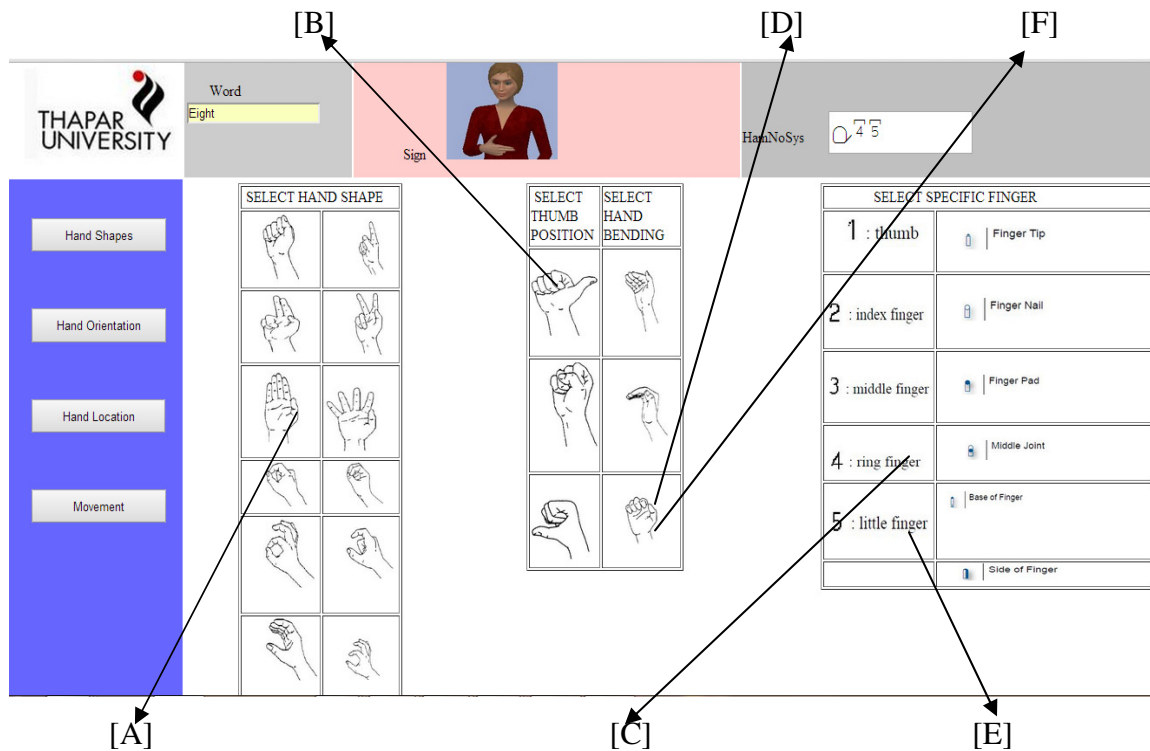 [B]
[D]
[F]
THAPAR
UNIVERSITY
Word
Eight
Sign
HamNoSys
4 5
Hand Shapes
Hand Orientation
Hand Location
Movement
SELECT HAND SHAPE
SELECT
THUMB
POSITION
SELECT
HAND
BENDING
SELECT SPECIFIC FINGER
1 : thumb
Finger Tip
2 : index finger
Finger Nail
3 : middle finger
Finger Pad
4 : ring finger
Middle Joint
5 : little finger
Base of Finger
Side of Finger
[A]
[C]
[E]